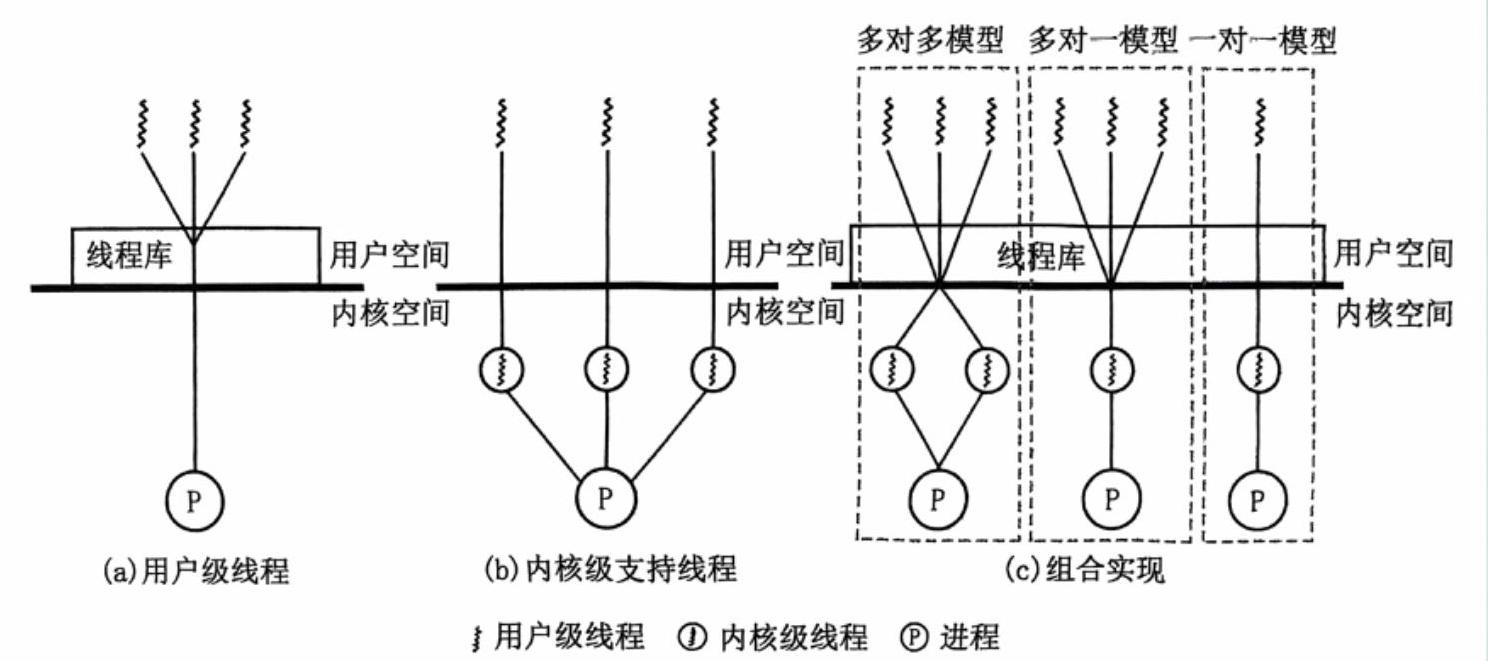 多对多模型 多对一模型 一对一模型
线程库 用户空间
内核空间
用户空间
内核空间
线程库 用户空间
内核空间
P
P
P
P
P
(a)用户级线程
(b)内核级支持线程
(c)组合实现
用户级线程 内核级线程 P 进程